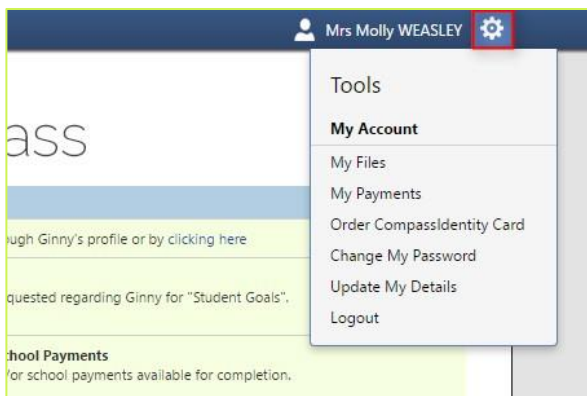 Mrs Molly WEASLEY
Tools
My Account
My Files
My Payments
Order CompassIdentity Card
Change My Password
Update My Details
Logout
ass
ugh Ginny's profile or by clicking here
quested regarding Ginny for "Student Goals".
chool Payments
/or school payments available for completion.